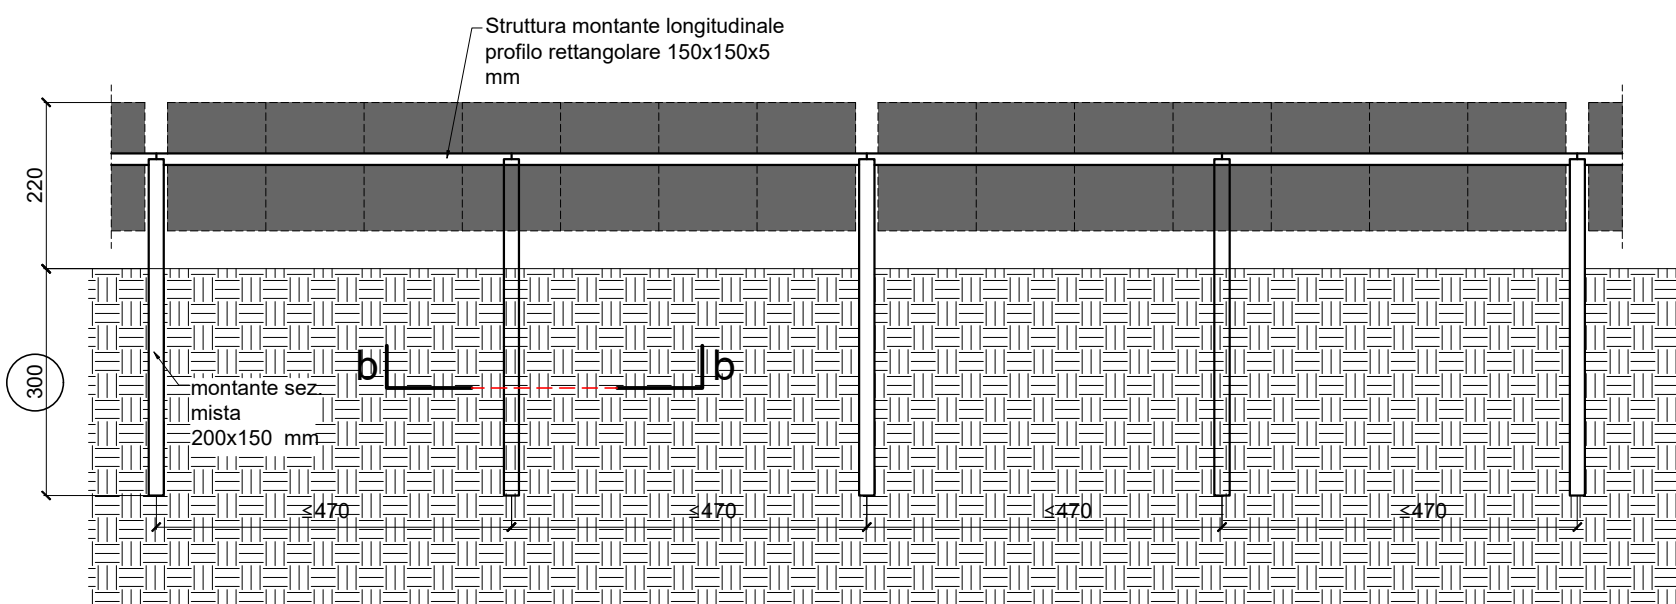 Struttura montante longitudinale
profilo rettangolare 150x150x5
mm
220
300
b
b
montante sez.
mista
200x150 mm
≤470
≤470
≤470
≤470